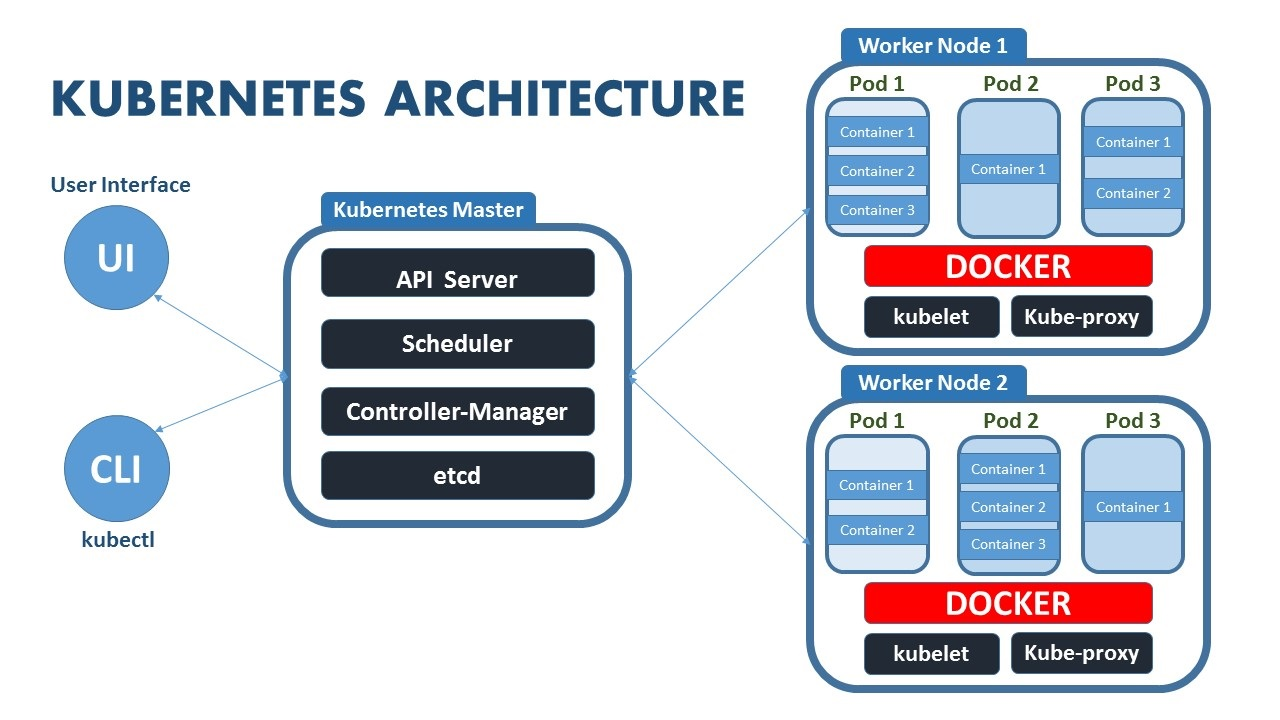 KUBERNETES ARCHITECTURE
User Interface
UI
CLI
kubectl
Kubernetes Master
API Server
Scheduler
Controller-Manager
etcd
Worker Node 1
Pod 1
Container 1
Container 2
Container 3
Pod 2
Container 1
Pod 3
Container 1
Container 2
DOCKER
kubelet
Kube-proxy
Worker Node 2
Pod 1
Container 1
Container 2
Pod 2
Container 1
Container 2
Container 3
Pod 3
Container 1
DOCKER
kubelet
Kube-proxy